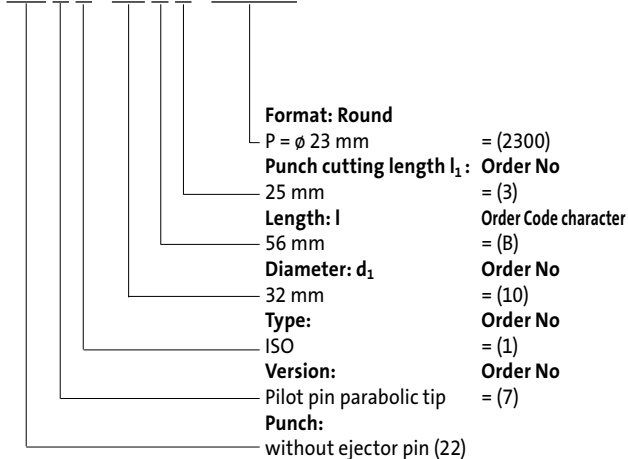 Format: Round
P = ø 23 mm = (2300)
Punch cutting length l₁ : Order No
25 mm = (3)
Length: l Order Code character
56 mm = (B)
Diameter: d₁ Order No
32 mm = (10)
Type: Order No
ISO = (1)
Version: Order No
Pilot pin parabolic tip = (7)
Punch:
without ejector pin (22)